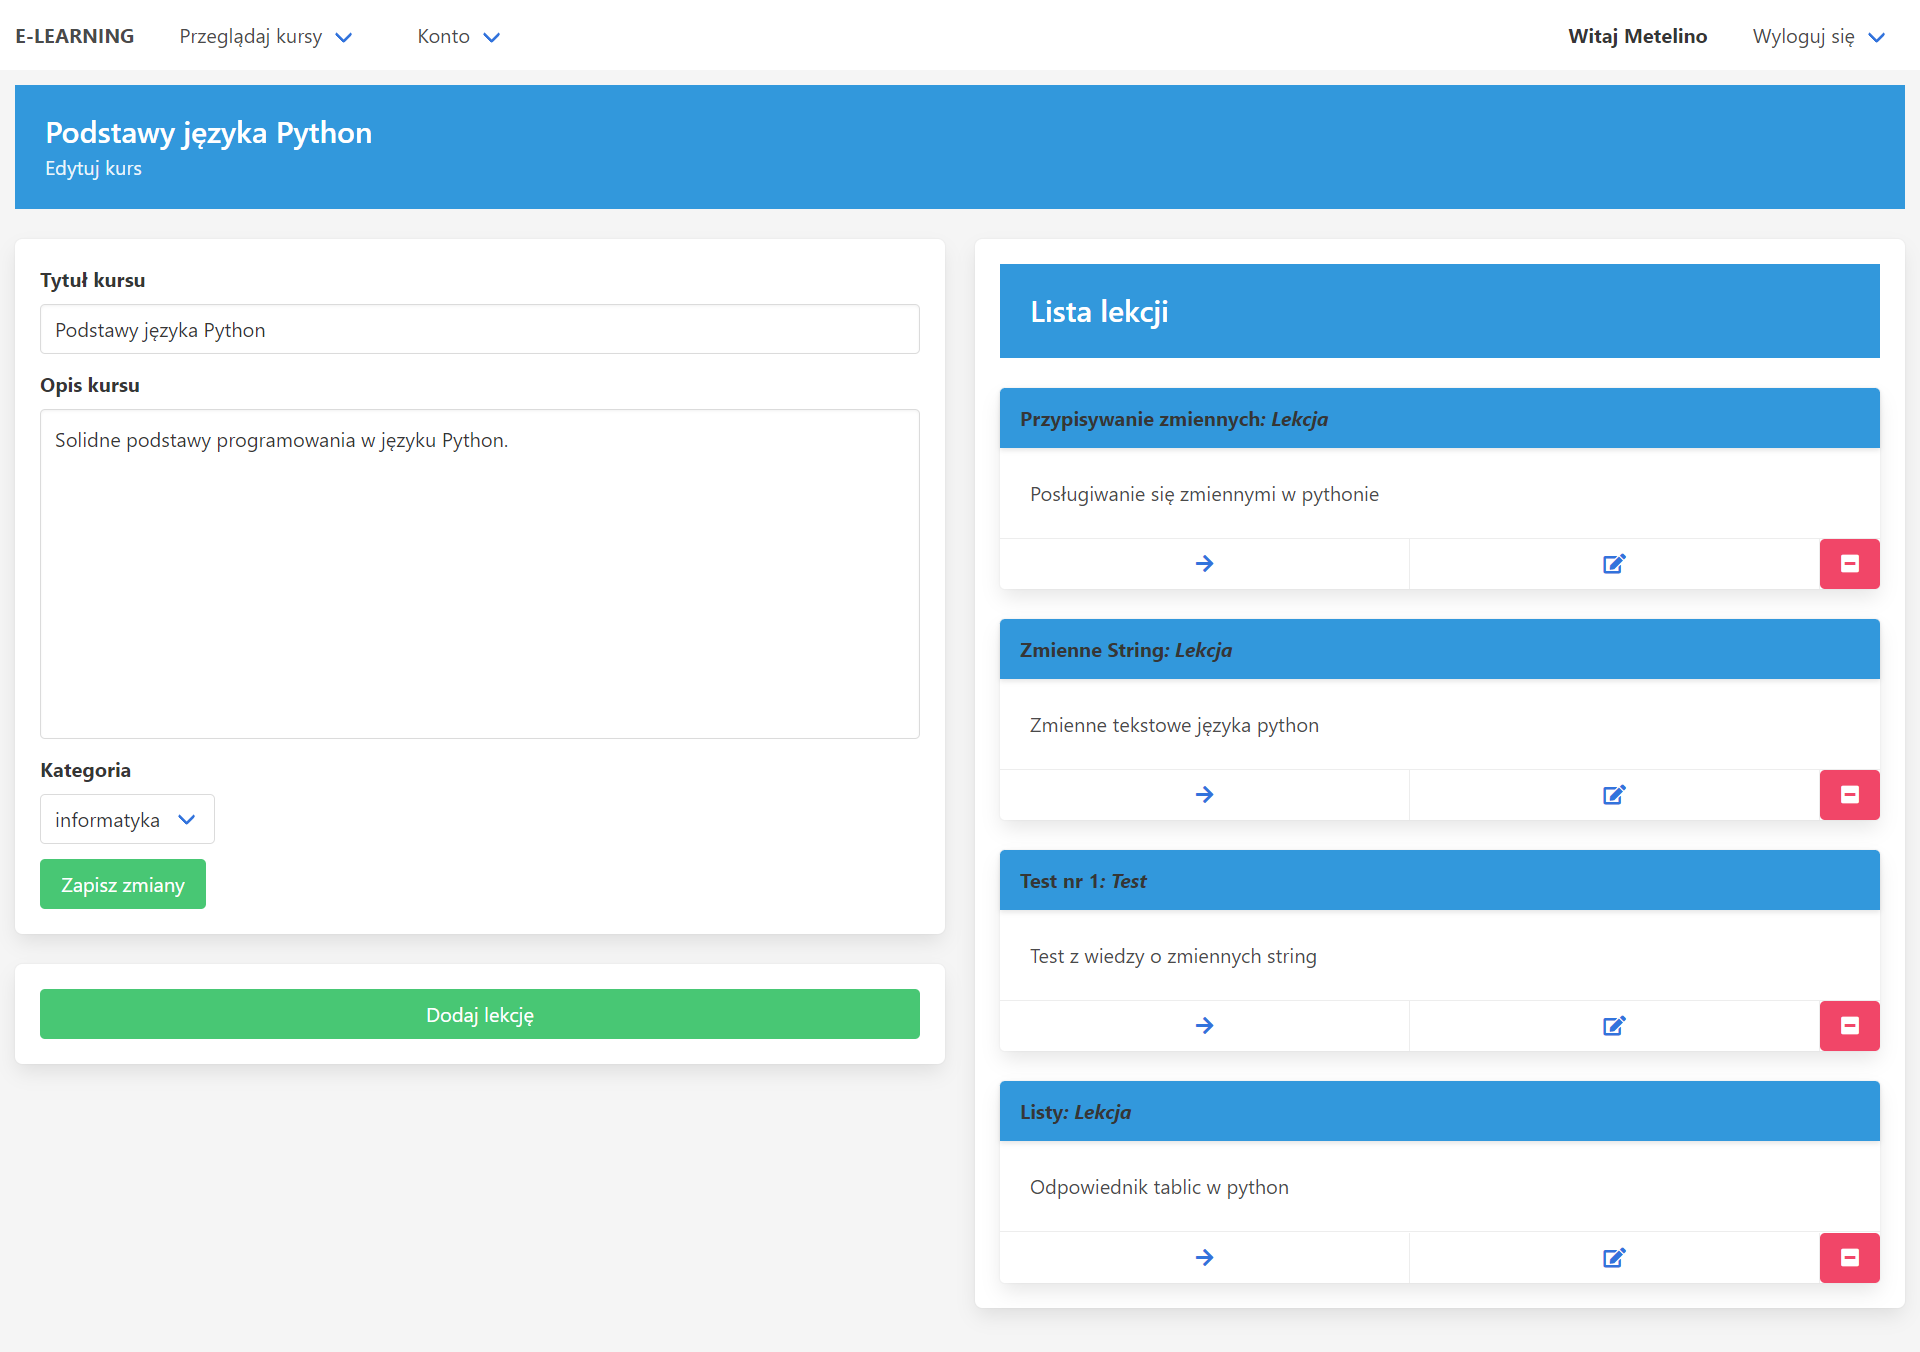 E-LEARNING
Przeglądaj kursy
Konto
Witaj Metelino
Wyloguj się
Podstawy języka Python
Edytuj kurs
Tytuł kursu
Podstawy języka Python
Opis kursu
Solidne podstawy programowania w języku Python.
Kategoria
informatyka
Zapisz zmiany
Dodaj lekcję
Lista lekcji
Przypisywanie zmiennych: Lekcja
Posługiwanie się zmiennymi w pythonie
Zmienne String: Lekcja
Zmienne tekstowe języka python
Test nr 1: Test
Test z wiedzy o zmiennych string
Listy: Lekcja
Odpowiednik tablic w python